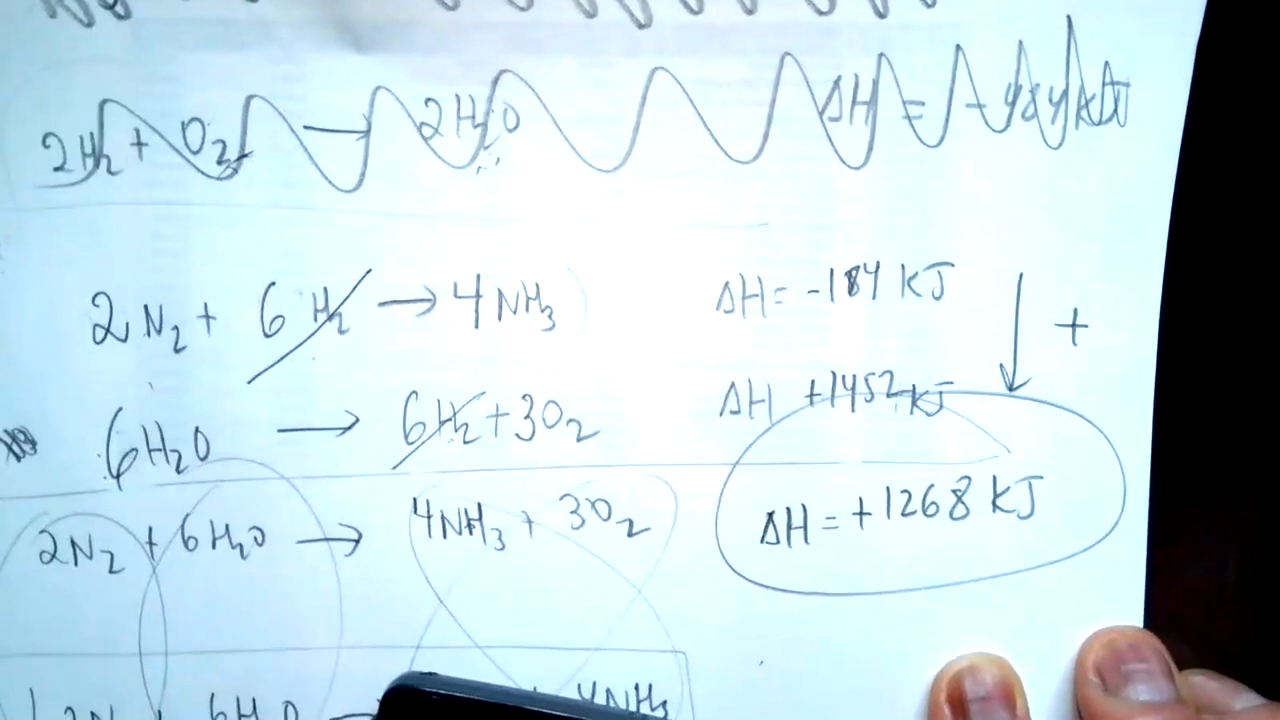 2H₂ + O₂ → 2H₂O ΔH = -484 kJ
2N₂ + 6H₂ → 4NH₃ ΔH= -184 kJ
+
6H₂O → 6H₂ + 3O₂ ΔH +1452 kJ
2N₂ + 6H₂O → 4NH₃ + 3O₂ ΔH = +1268 kJ
4NH₃